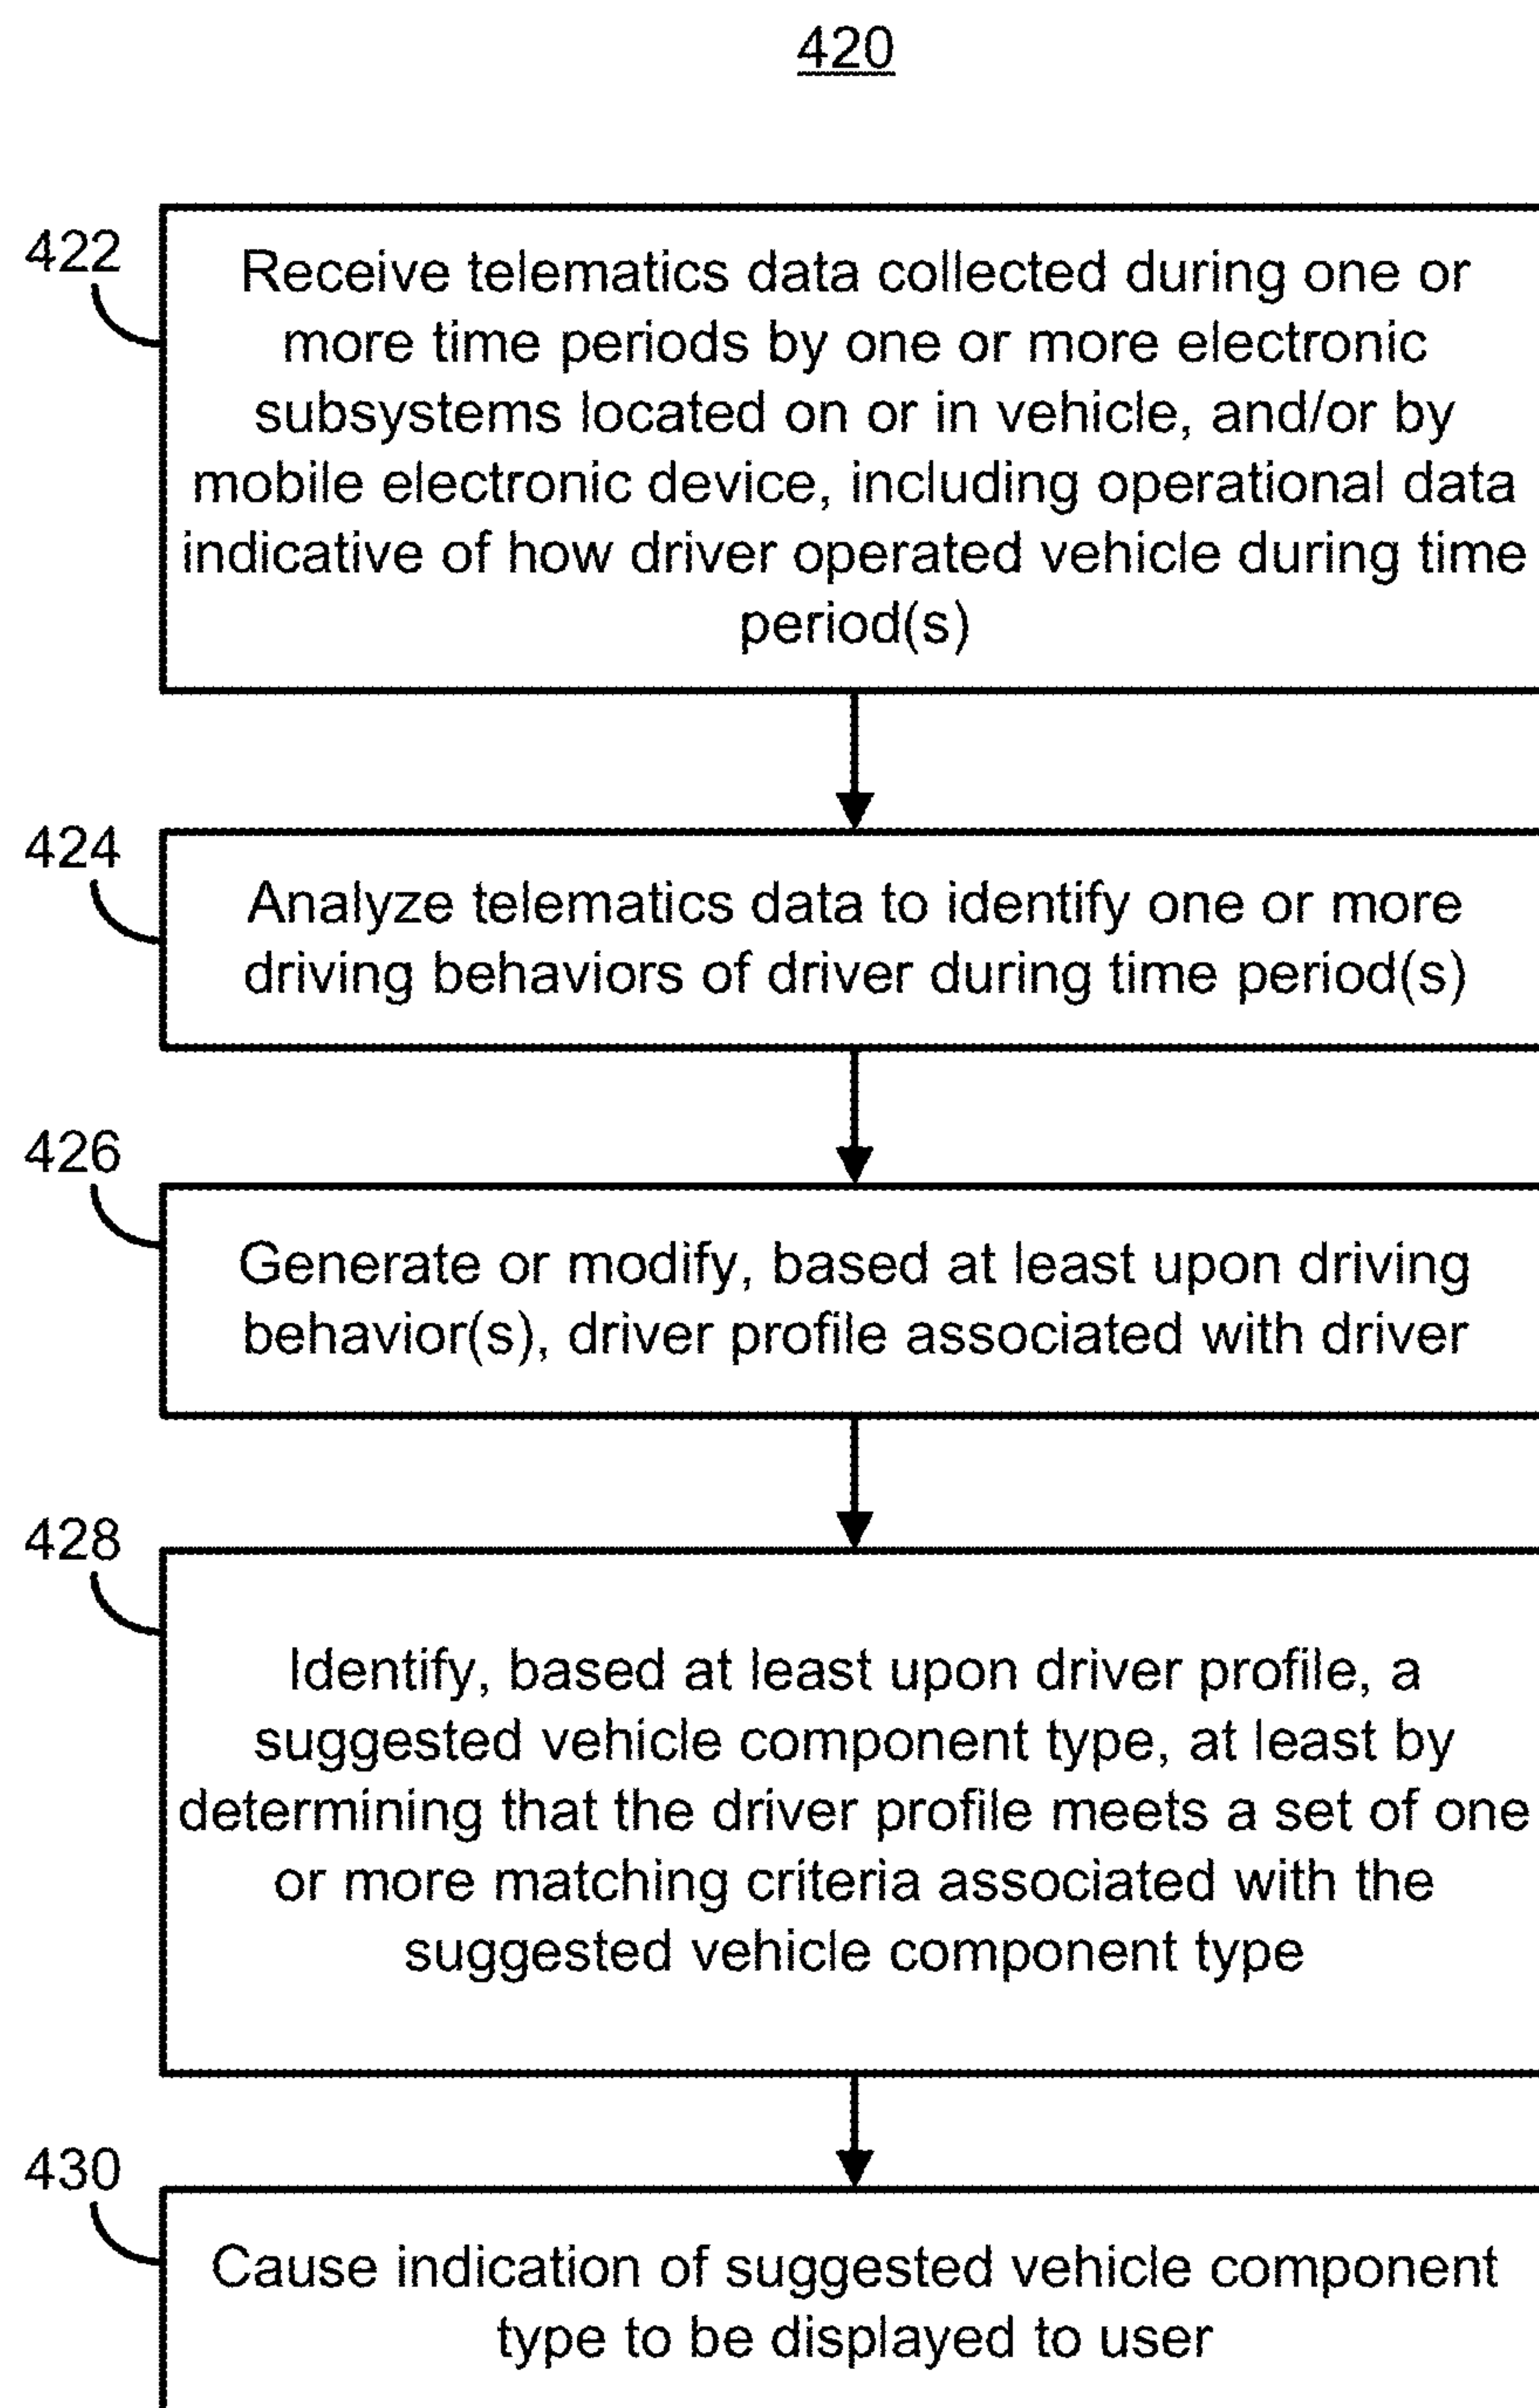 420
422
Receive telematics data collected during one or
more time periods by one or more electronic
subsystems located on or in vehicle, and/or by
mobile electronic device, including operational data
indicative of how driver operated vehicle during time
period(s)
424
Analyze telematics data to identify one or more
driving behaviors of driver during time period(s)
426
Generate or modify, based at least upon driving
behavior(s), driver profile associated with driver
428
Identify, based at least upon driver profile, a
suggested vehicle component type, at least by
determining that the driver profile meets a set of one
or more matching criteria associated with the
suggested vehicle component type
430
Cause indication of suggested vehicle component
type to be displayed to user